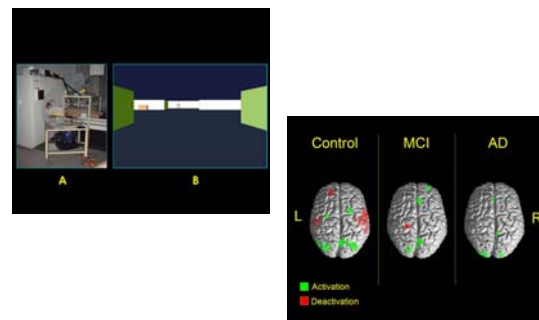 A B
Control MCI AD
L R
Activation
Deactivation